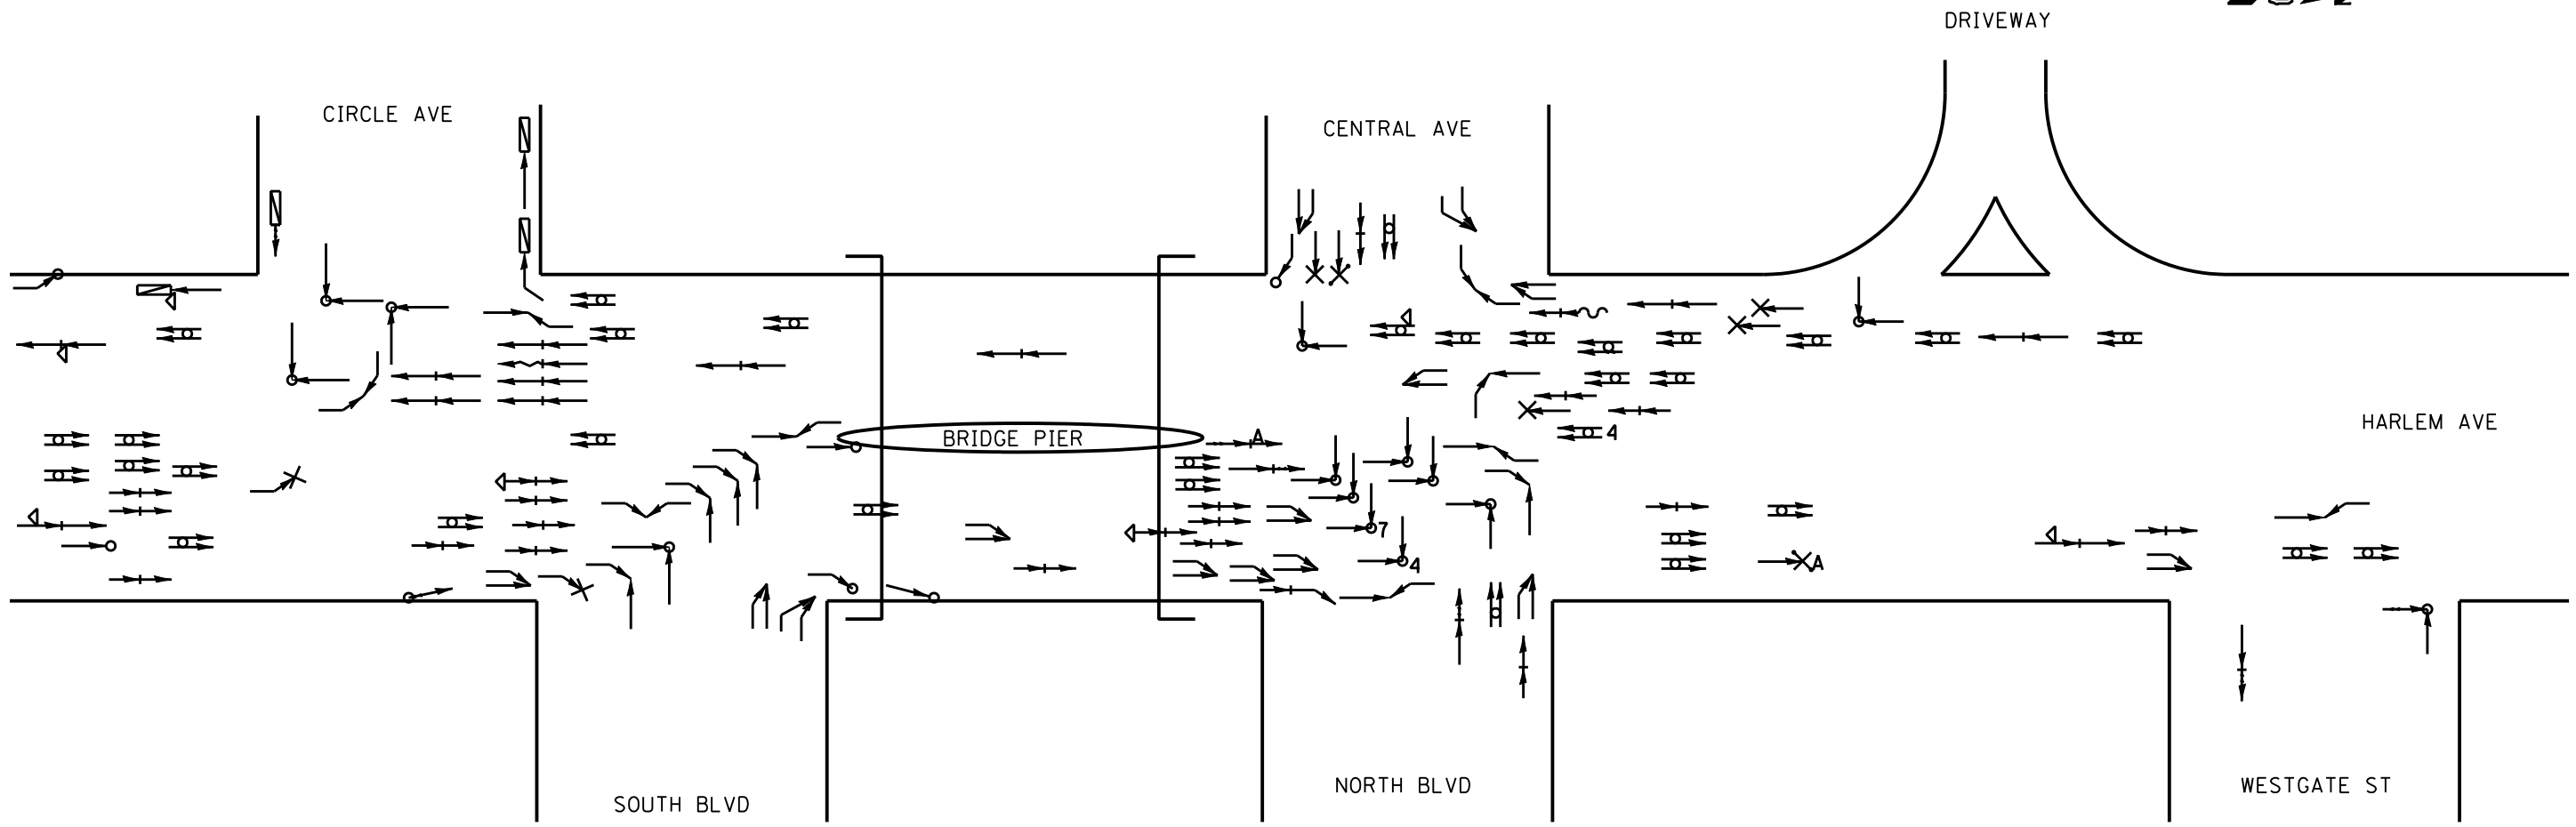 DRIVEWAY
CIRCLE AVE
CENTRAL AVE
HARLEM AVE
BRIDGE PIER
A
4
7
4
A
NORTH BLVD
WESTGATE ST
SOUTH BLVD